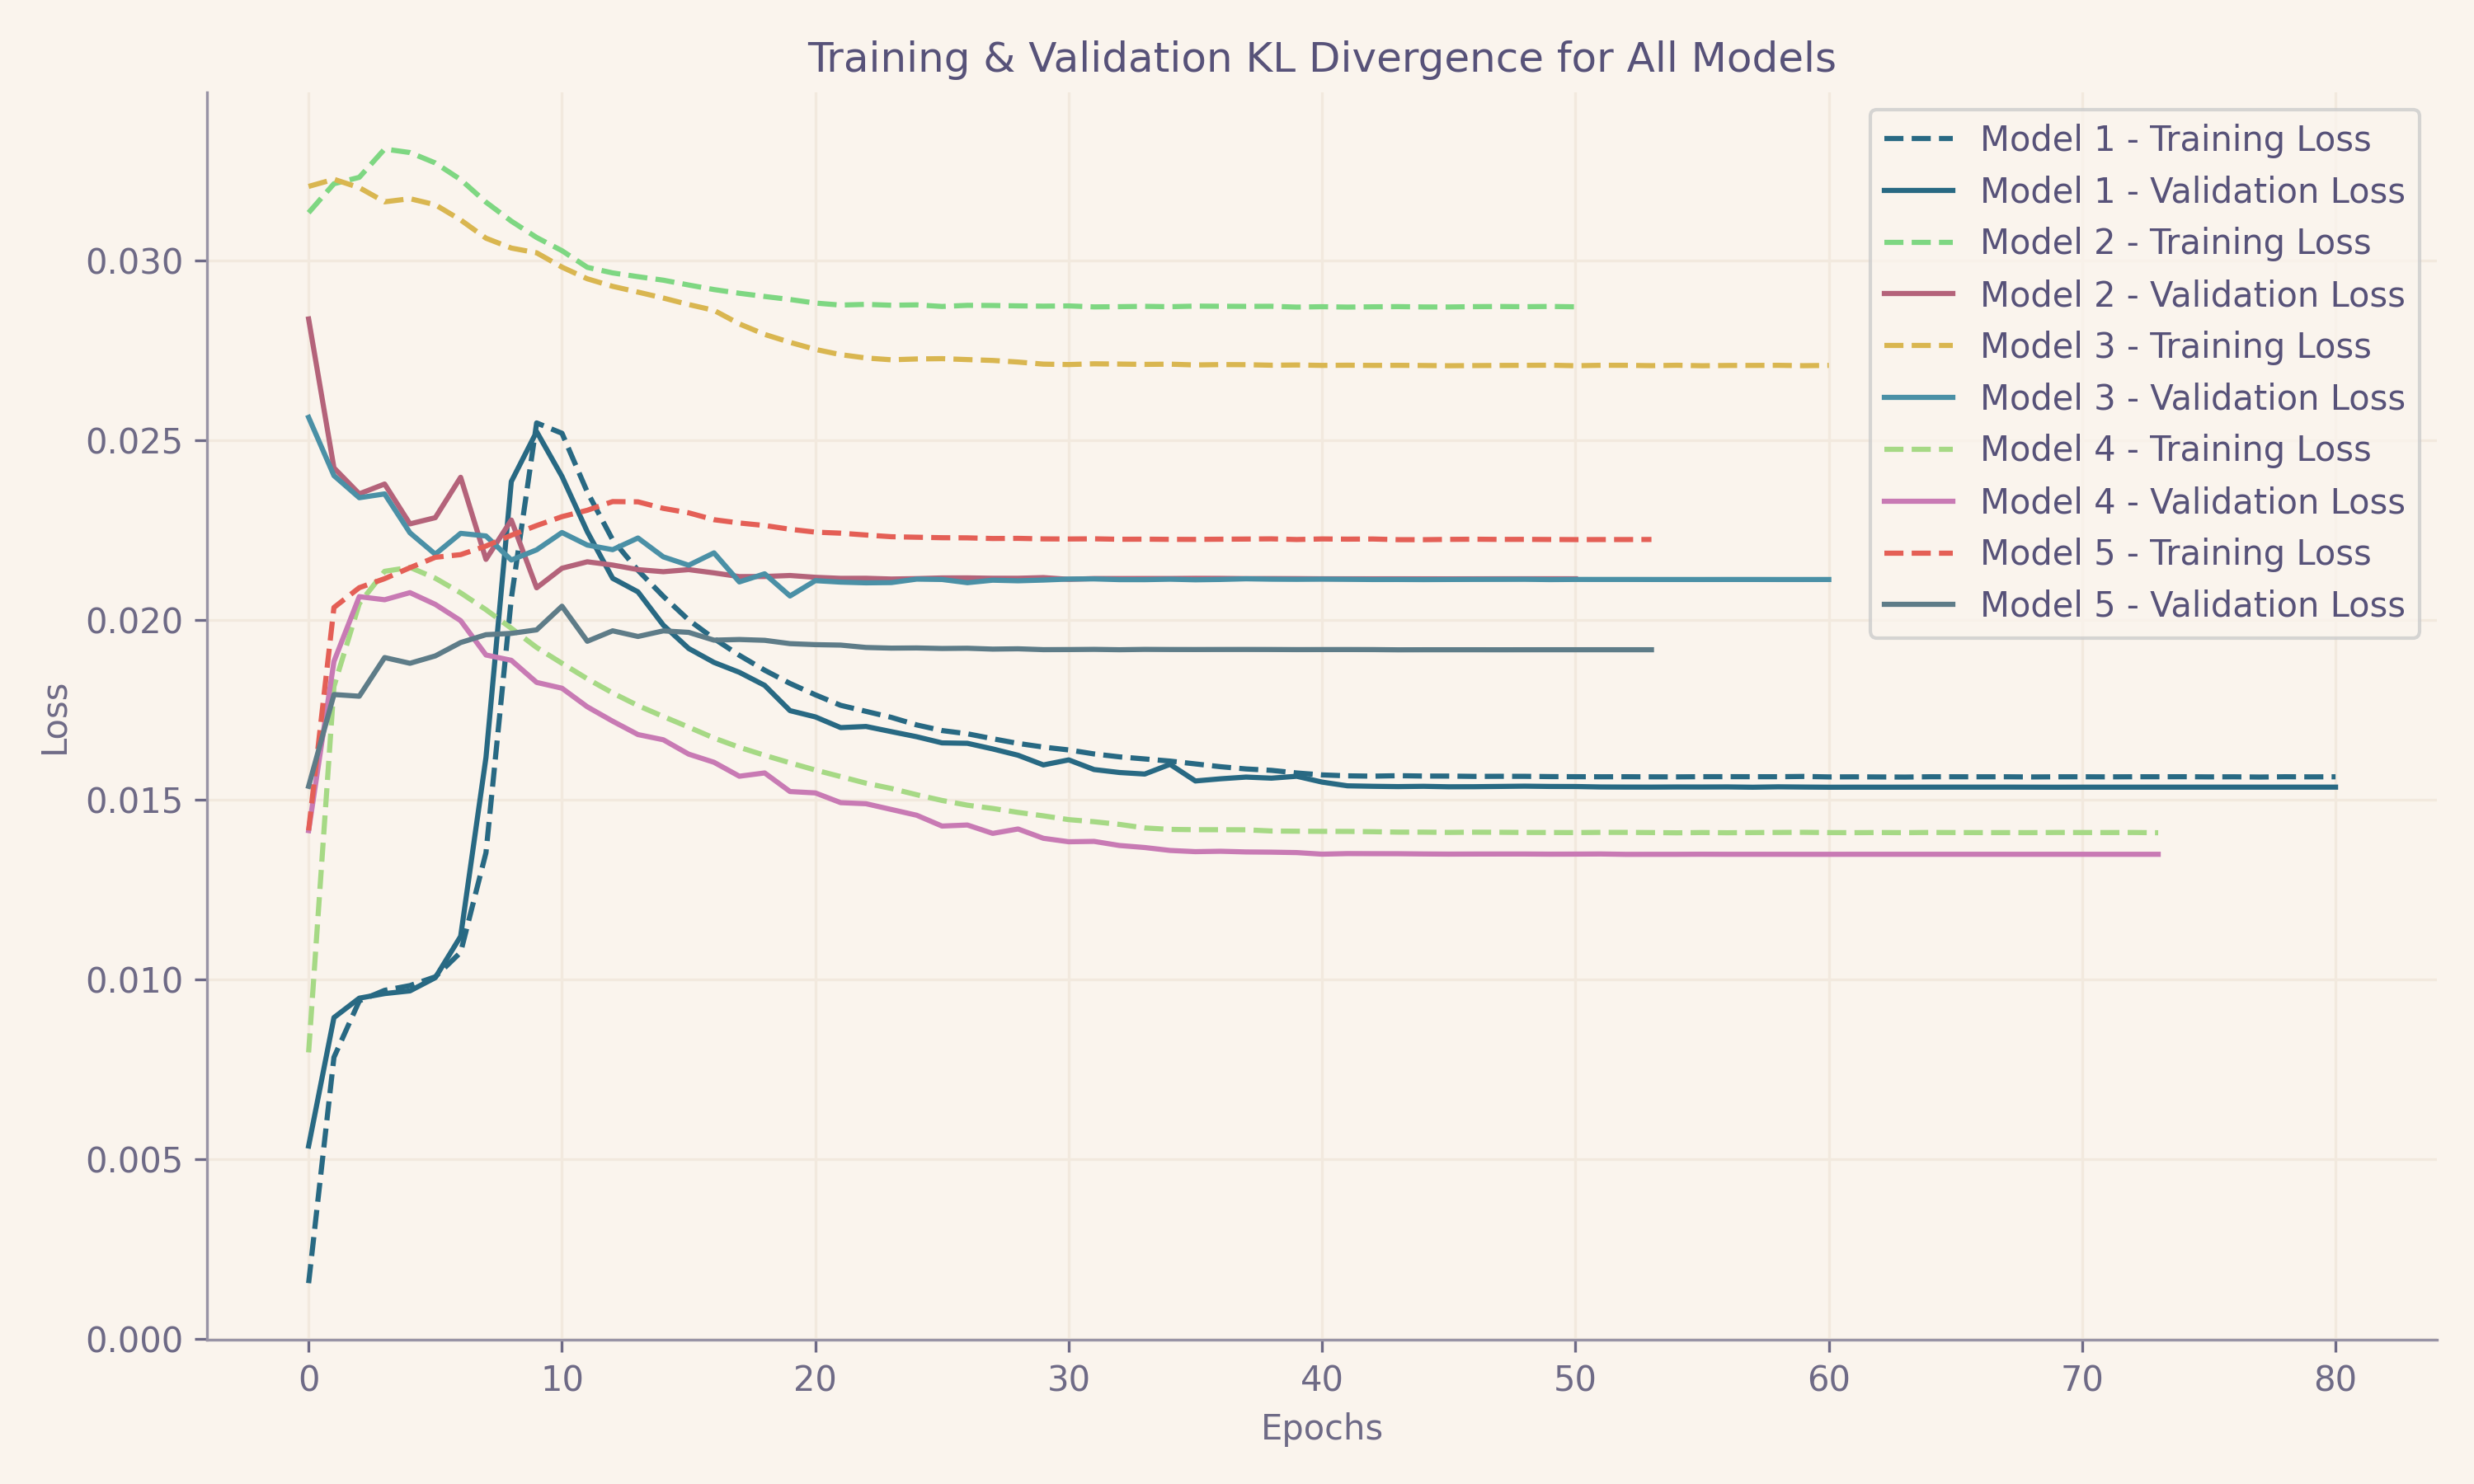 Training & Validation KL Divergence for All Models
Model 1 - Training Loss
Model 1 - Validation Loss
Model 2 - Training Loss
Model 2 - Validation Loss
Model 3 - Training Loss
Model 3 - Validation Loss
Model 4 - Training Loss
Model 4 - Validation Loss
Model 5 - Training Loss
Model 5 - Validation Loss
0.030
0.025
0.020
0.015
0.010
0.005
0.000
Loss
0 10 20 30 40 50 60 70 80
Epochs